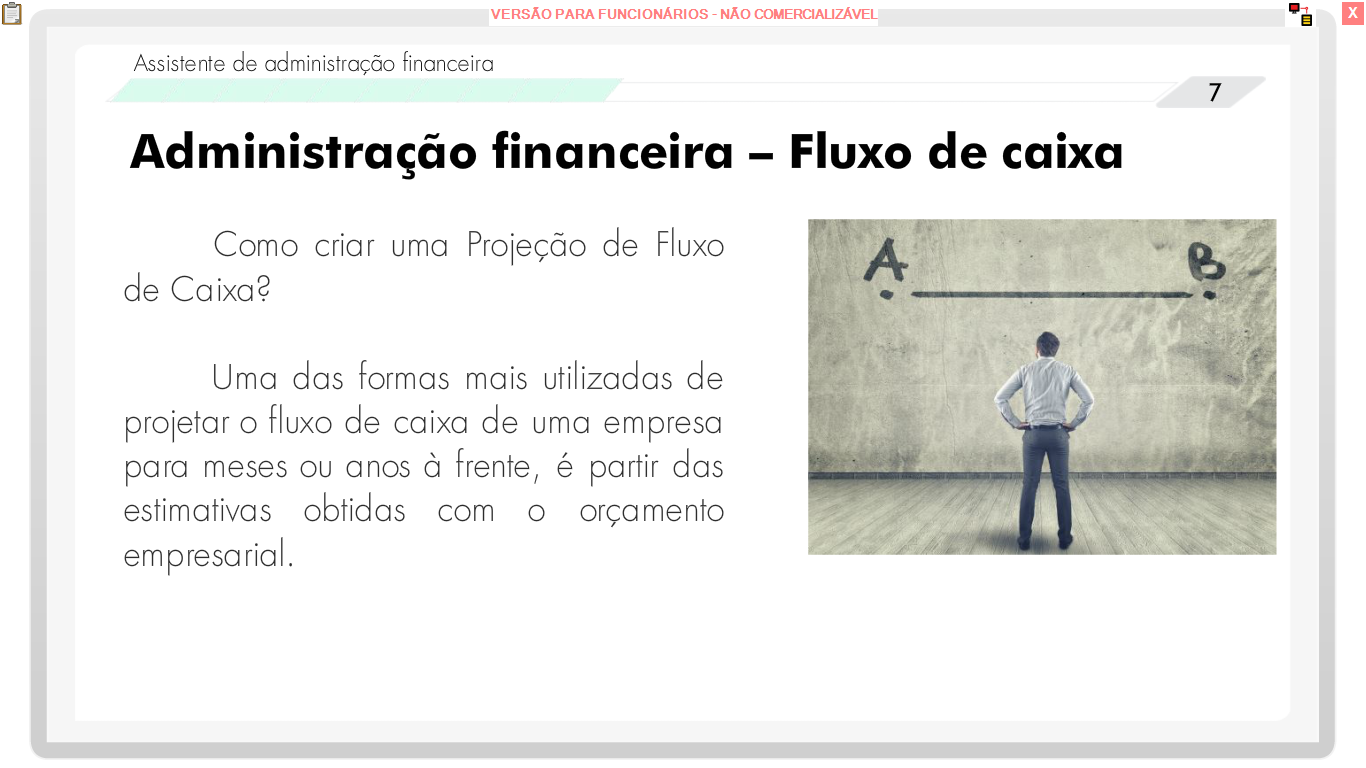 VERSÃO PARA FUNCIONÁRIOS - NÃO COMERCIALIZÁVEL
X
Assistente de administração financeira
7
Administração financeira – Fluxo de caixa
Como criar uma Projeção de Fluxo
de Caixa?
Uma das formas mais utilizadas de
projetar o fluxo de caixa de uma empresa
para meses ou anos à frente, é partir das
estimativas obtidas com o orçamento
empresarial.
A B